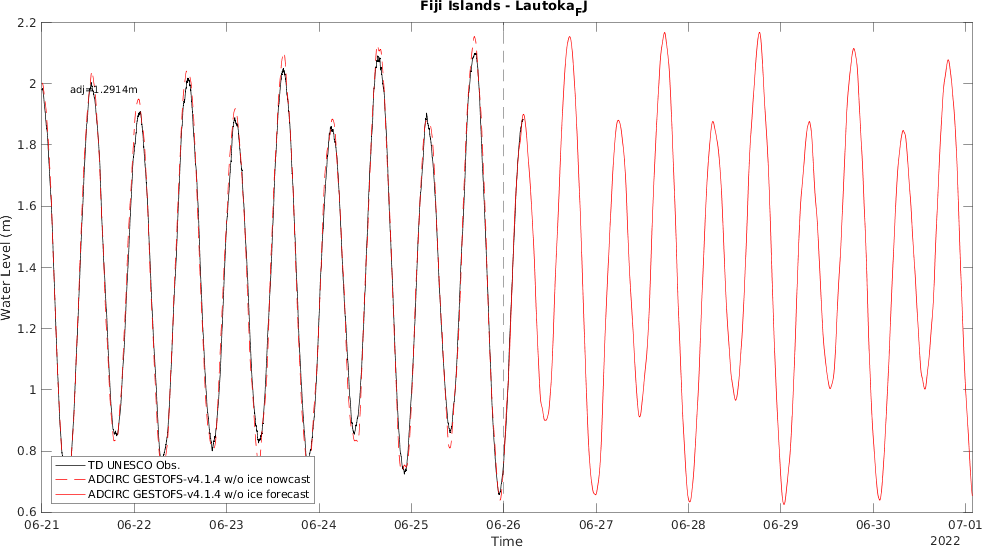 Fiji Islands - Lautoka_FJ
2.2
2
1.8
1.6
1.4
1.2
1
0.8
0.6
Water Level (m)
adj=1.2914m
TD UNESCO Obs.
ADCIRC GESTOFS-v4.1.4 w/o ice nowcast
ADCIRC GESTOFS-v4.1.4 w/o ice forecast
06-21 06-22 06-23 06-24 06-25 06-26 06-27 06-28 06-29 06-30 07-01
Time
2022